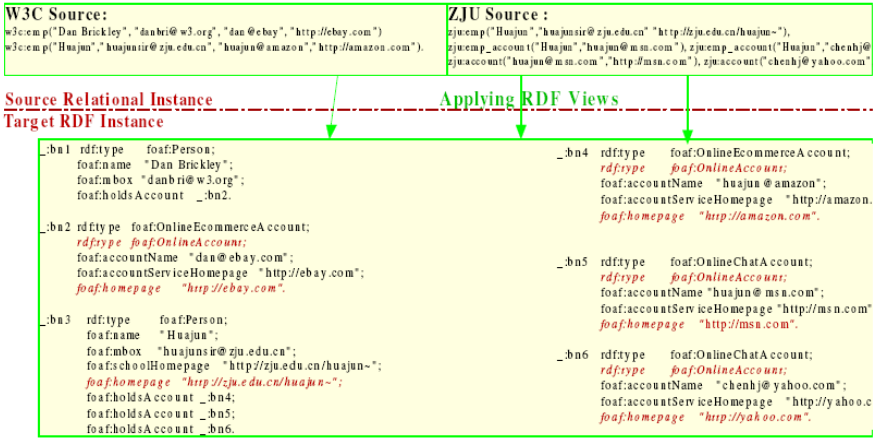 W3C Source:
w3c:emp("Dan Brickley", "danbri@w3.org", "dan@ebay", "http://ebay.com")
w3c:emp("Huajun","huajunsir@zju.edu.cn", "huajun@amazon","http://amazon.com").
ZJU Source :
zju:emp("Huajun","huajunsir@zju.edu.cn" "http://zju.edu.cn/huajun~"),
zju:emp_account("Huajun","huajun@msn.com"), zju:emp_account("Huajun","chenhj@
zju:account("huajun@msn.com","http://msn.com"), zju:account("chenhj@yahoo.com"
Source Relational Instance
Applying RDF Views
Target RDF Instance
_:bn1 rdf:type foaf:Person;
foaf:name "Dan Brickley";
foaf:mbox "danbri@w3.org";
foaf:holdsAccount _:bn2.
_:bn2 rdf:type foaf:OnlineEcommerceAccount;
rdf:type foaf:OnlineAccount;
foaf:accountName "dan@ebay.com";
foaf:accountServiceHomepage "http://ebay.com";
foaf:homepage "http://ebay.com".
_:bn3 rdf:type foaf:Person;
foaf:name "Huajun";
foaf:mbox "huajunsir@zju.edu.cn";
foaf:schoolHomepage "http://zju.edu.cn/huajun~";
foaf:homepage "http://zju.edu.cn/huajun~";
foaf:holdsAccount _:bn4;
foaf:holdsAccount _:bn5;
foaf:holdsAccount _:bn6.
_:bn4 rdf:type foaf:OnlineEcommerceAccount;
rdf:type foaf:OnlineAccount;
foaf:accountName "huajun@amazon";
foaf:accountServiceHomepage "http://amazon.
foaf:homepage "http://amazon.com".
_:bn5 rdf:type foaf:OnlineChatAccount;
rdf:type foaf:OnlineAccount;
foaf:accountName "huajun@msn.com";
foaf:accountServiceHomepage "http://msn.com"
foaf:homepage "http://msn.com".
_:bn6 rdf:type foaf:OnlineChatAccount;
rdf:type foaf:OnlineAccount;
foaf:accountName "chenhj@yahoo.com";
foaf:accountServiceHomepage "http://yahoo.c
foaf:homepage "http://yahoo.com".